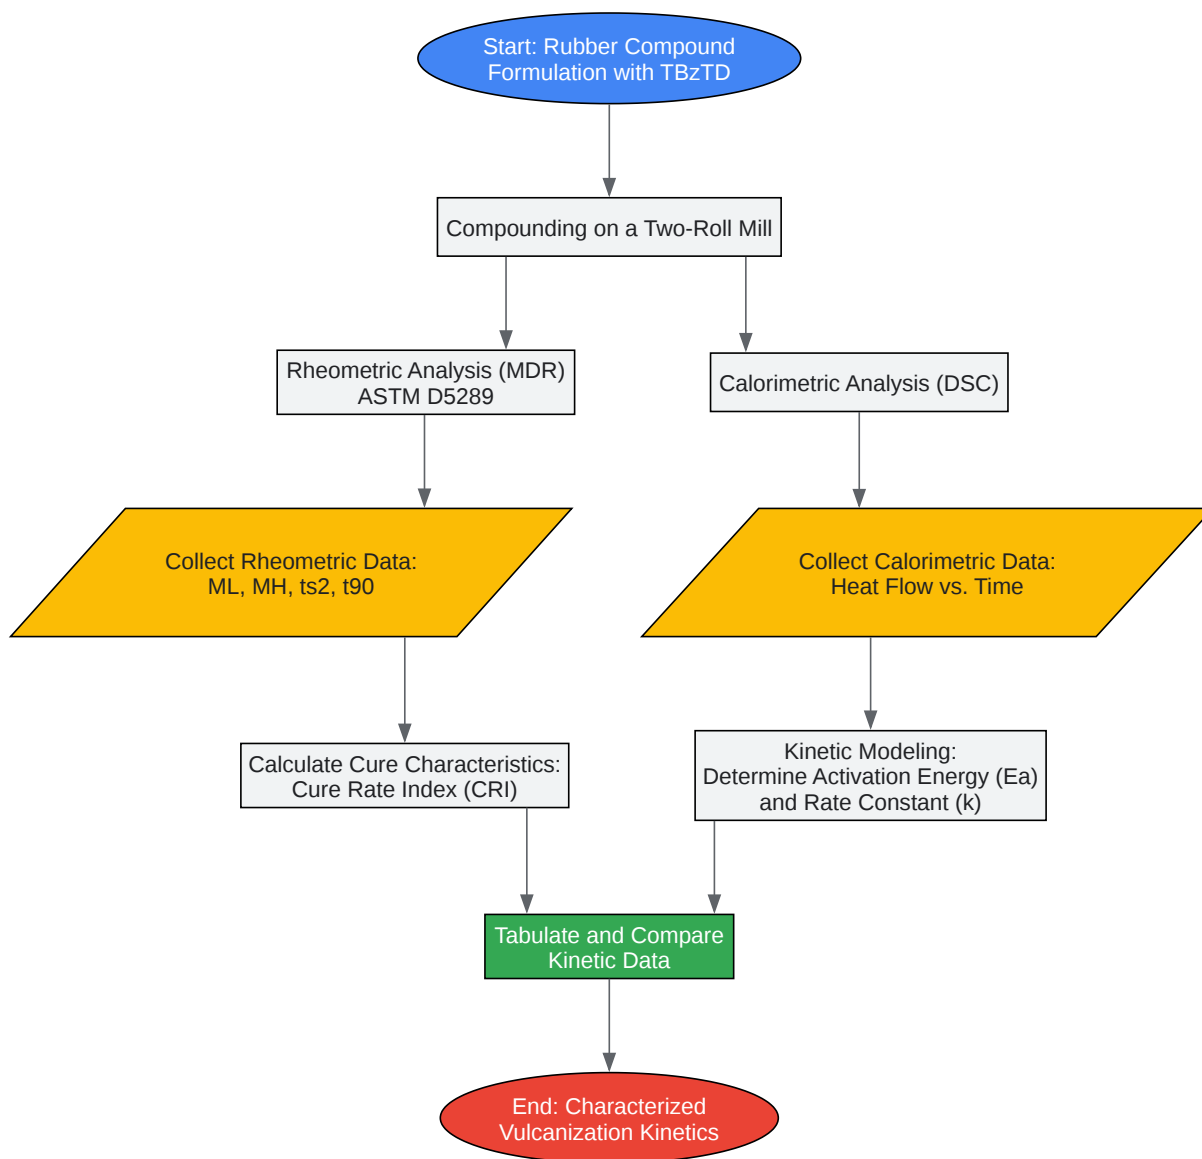 Start: Rubber Compound
Formulation with TBzTD
Compounding on a Two-Roll Mill
Rheometric Analysis (MDR)
ASTM D5289
Calorimetric Analysis (DSC)
Collect Rheometric Data:
ML, MH, ts2, t90
Collect Calorimetric Data:
Heat Flow vs. Time
Calculate Cure Characteristics:
Cure Rate Index (CRI)
Kinetic Modeling:
Determine Activation Energy (Ea)
and Rate Constant (k)
Tabulate and Compare
Kinetic Data
End: Characterized
Vulcanization Kinetics